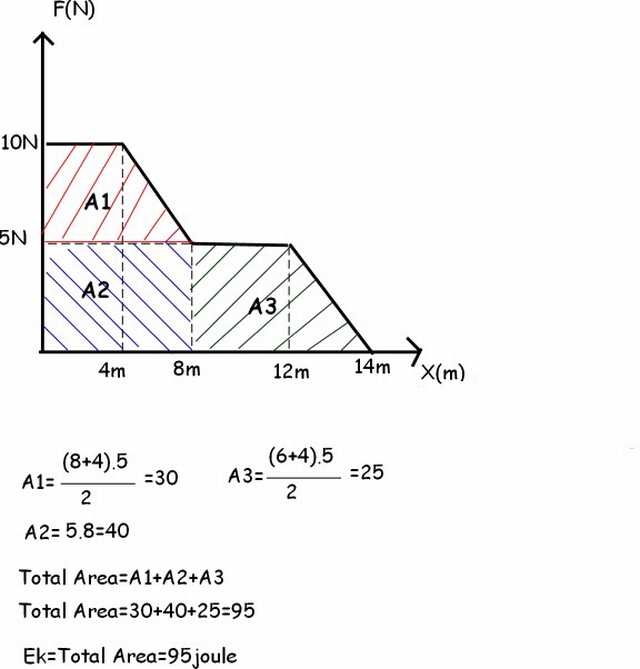 F(N)
10N
A1
5N
A2
A3
4m 8m 12m 14m X(m)
A1= (8+4).5 / 2 =30
A3= (6+4).5 / 2 =25
A2= 5.8=40
Total Area=A1+A2+A3
Total Area=30+40+25=95
Ek=Total Area=95joule